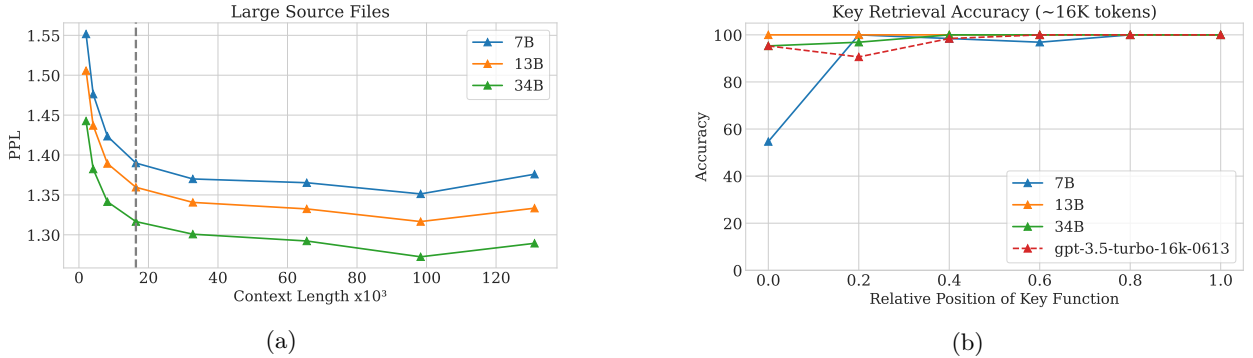 Large Source Files
1.55
1.50
1.45
1.40
1.35
1.30
PPL
7B
13B
34B
0 20 40 60 80 100 120
Context Length x10³
(a)
Key Retrieval Accuracy (~16K tokens)
100
80
60
40
20
0
Accuracy
7B
13B
34B
gpt-3.5-turbo-16k-0613
0.0 0.2 0.4 0.6 0.8 1.0
Relative Position of Key Function
(b)